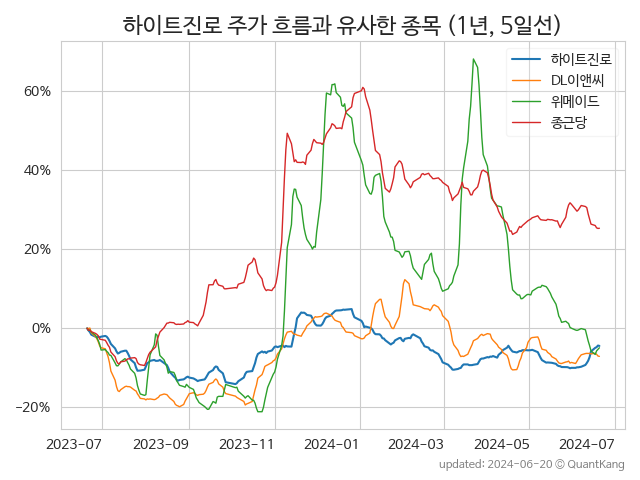 하이트진로 주가 흐름과 유사한 종목 (1년, 5일선)
하이트진로
DL이앤씨
위메이드
종근당
60%
40%
20%
0%
−20%
2023-07
2023-09
2023-11
2024-01
2024-03
2024-05
2024-07
updated: 2024-06-20 © QuantKang